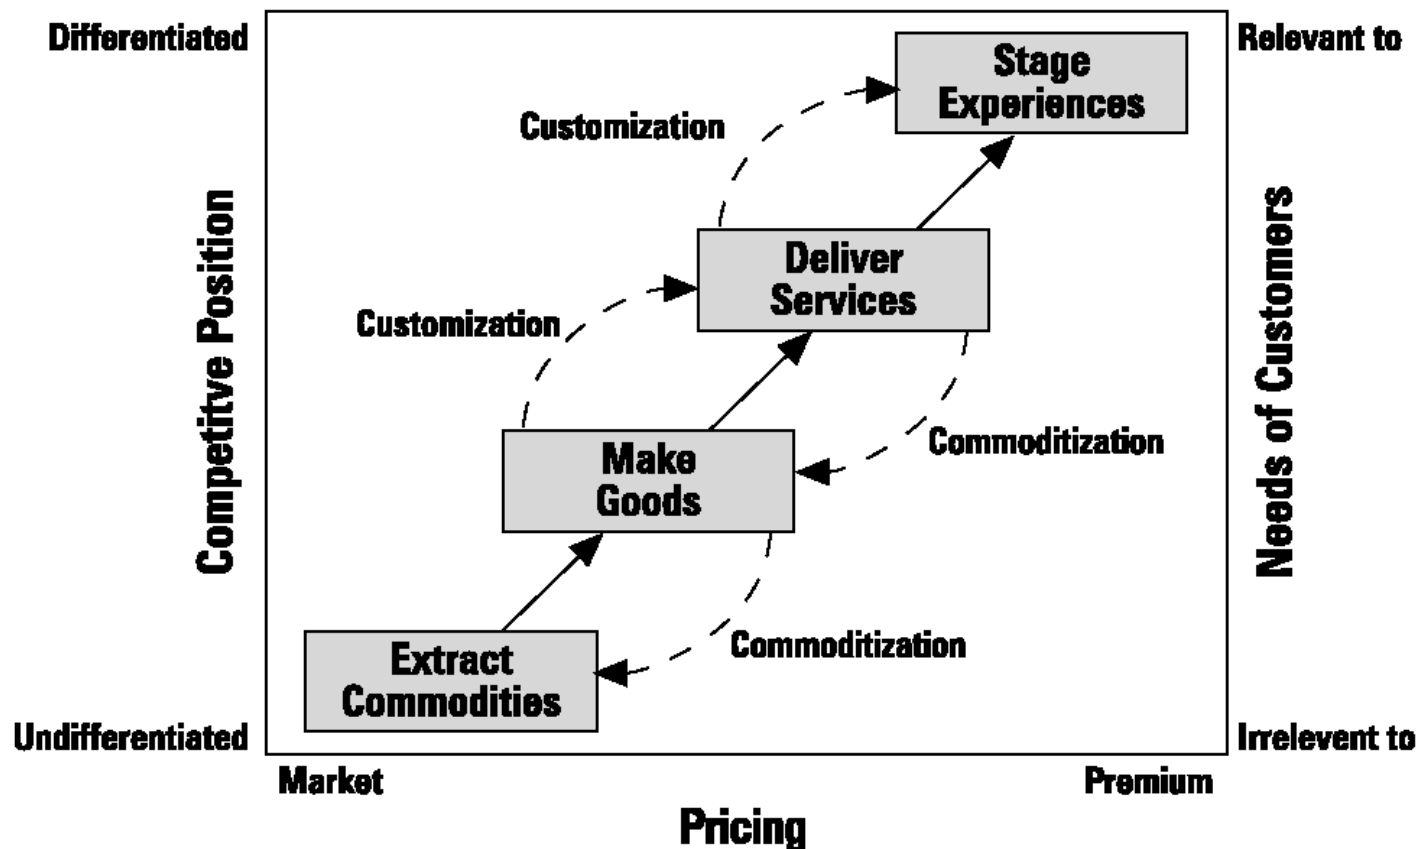 Differentiated
Relevant to
Stage
Experiences
Customization
Deliver
Services
Customization
Competitve Position
Needs of Customers
Commoditization
Make
Goods
Commoditization
Extract
Commodities
Undifferentiated
Irrelevent to
Market
Premium
Pricing